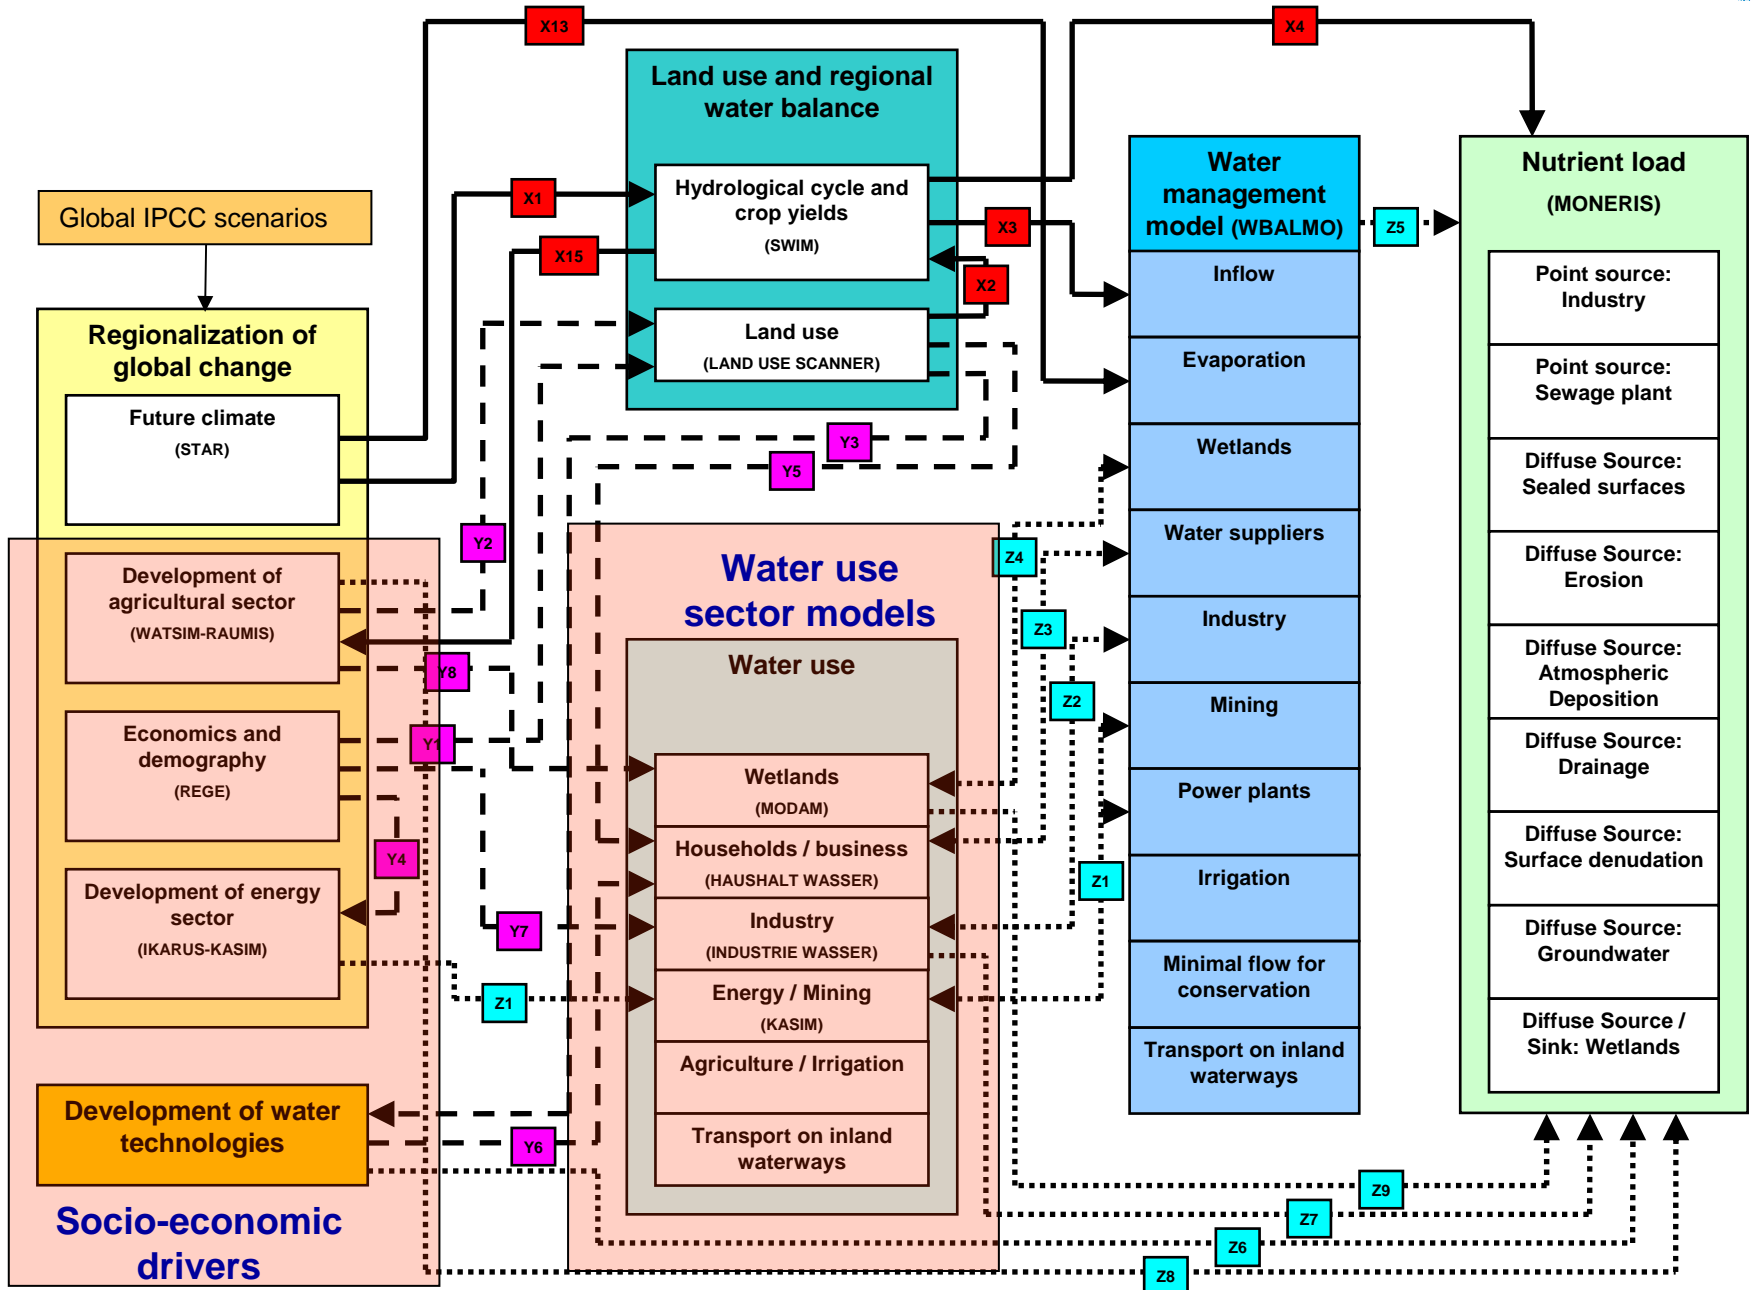 X13
X4
Land use and regional
water balance
Hydrological cycle and
crop yields
(SWIM)
X1
X15
X3
X2
Land use
(LAND USE SCANNER)
Water
management
model (WBALMO)
Z5
Nutrient load
(MONERIS)
Global IPCC scenarios
Regionalization of
global change
Future climate
(STAR)
Development of
agricultural sector
(WATSIM-RAUMIS)
Economics and
demography
(REGE)
Development of energy
sector
(IKARUS-KASIM)
Development of water
technologies
Socio-economic
drivers
Y3
Y5
Y2
Y8
Y1
Y4
Y7
Z1
Y6
Water use
sector models
Water use
Wetlands
(MODAM)
Households / business
(HAUSHALT WASSER)
Industry
(INDUSTRIE WASSER)
Energy / Mining
(KASIM)
Agriculture / Irrigation
Transport on inland
waterways
Z4
Z3
Z2
Z1
Inflow
Evaporation
Wetlands
Water suppliers
Industry
Mining
Power plants
Irrigation
Minimal flow for
conservation
Transport on inland
waterways
Point source:
Industry
Point source:
Sewage plant
Diffuse Source:
Sealed surfaces
Diffuse Source:
Erosion
Diffuse Source:
Atmospheric
Deposition
Diffuse Source:
Drainage
Diffuse Source:
Surface denudation
Diffuse Source:
Groundwater
Diffuse Source /
Sink: Wetlands
Z9
Z7
Z6
Z8